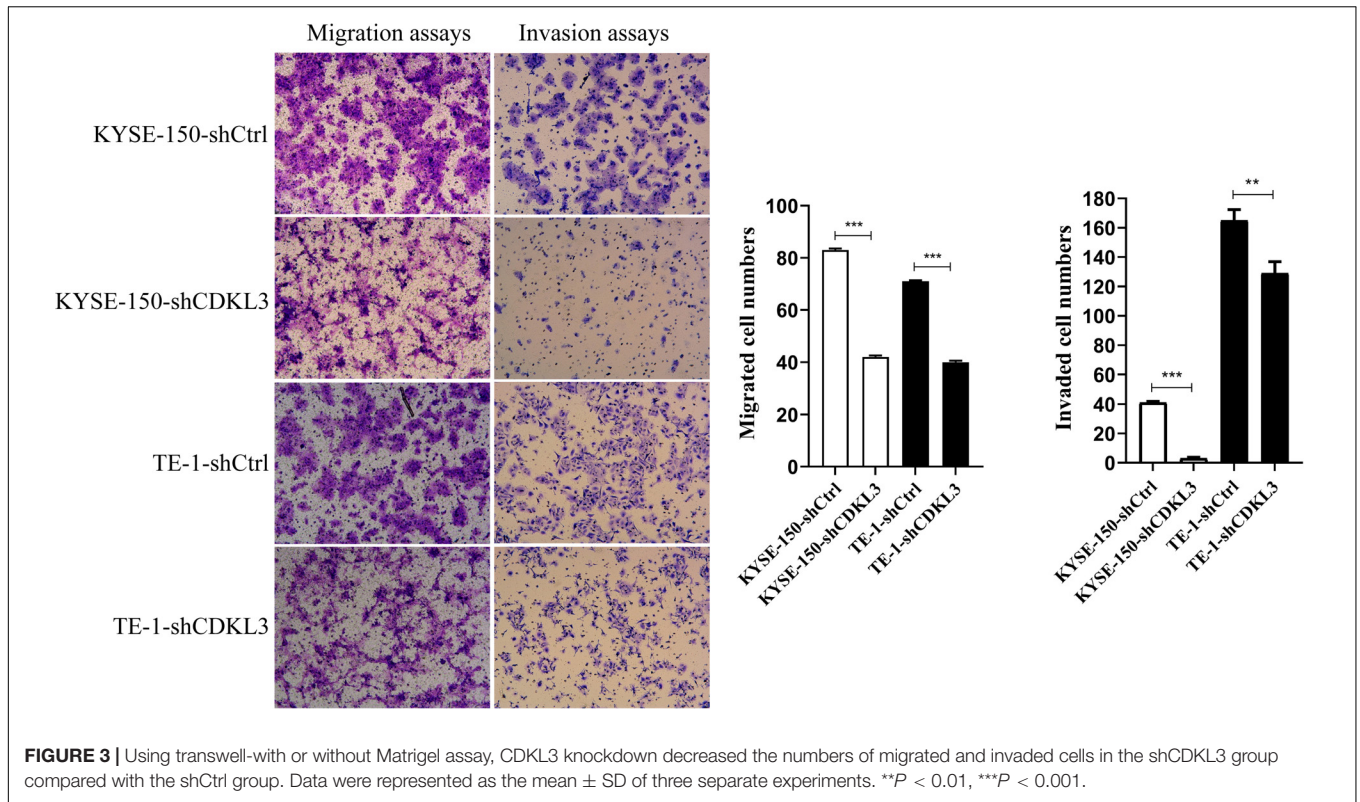 Migration assays
Invasion assays
KYSE-150-shCtrl
KYSE-150-shCDKL3
TE-1-shCtrl
TE-1-shCDKL3
Migrated cell numbers
100
80
60
40
20
0
***
***
KYSE-150-shCtrl
KYSE-150-shCDKL3
TE-1-shCtrl
TE-1-shCDKL3
Invaded cell numbers
180
160
140
120
100
80
60
40
20
0
***
**
KYSE-150-shCtrl
KYSE-150-shCDKL3
TE-1-shCtrl
TE-1-shCDKL3
FIGURE 3 | Using transwell-with or without Matrigel assay, CDKL3 knockdown decreased the numbers of migrated and invaded cells in the shCDKL3 group
compared with the shCtrl group. Data were represented as the mean ± SD of three separate experiments. **P < 0.01, ***P < 0.001.